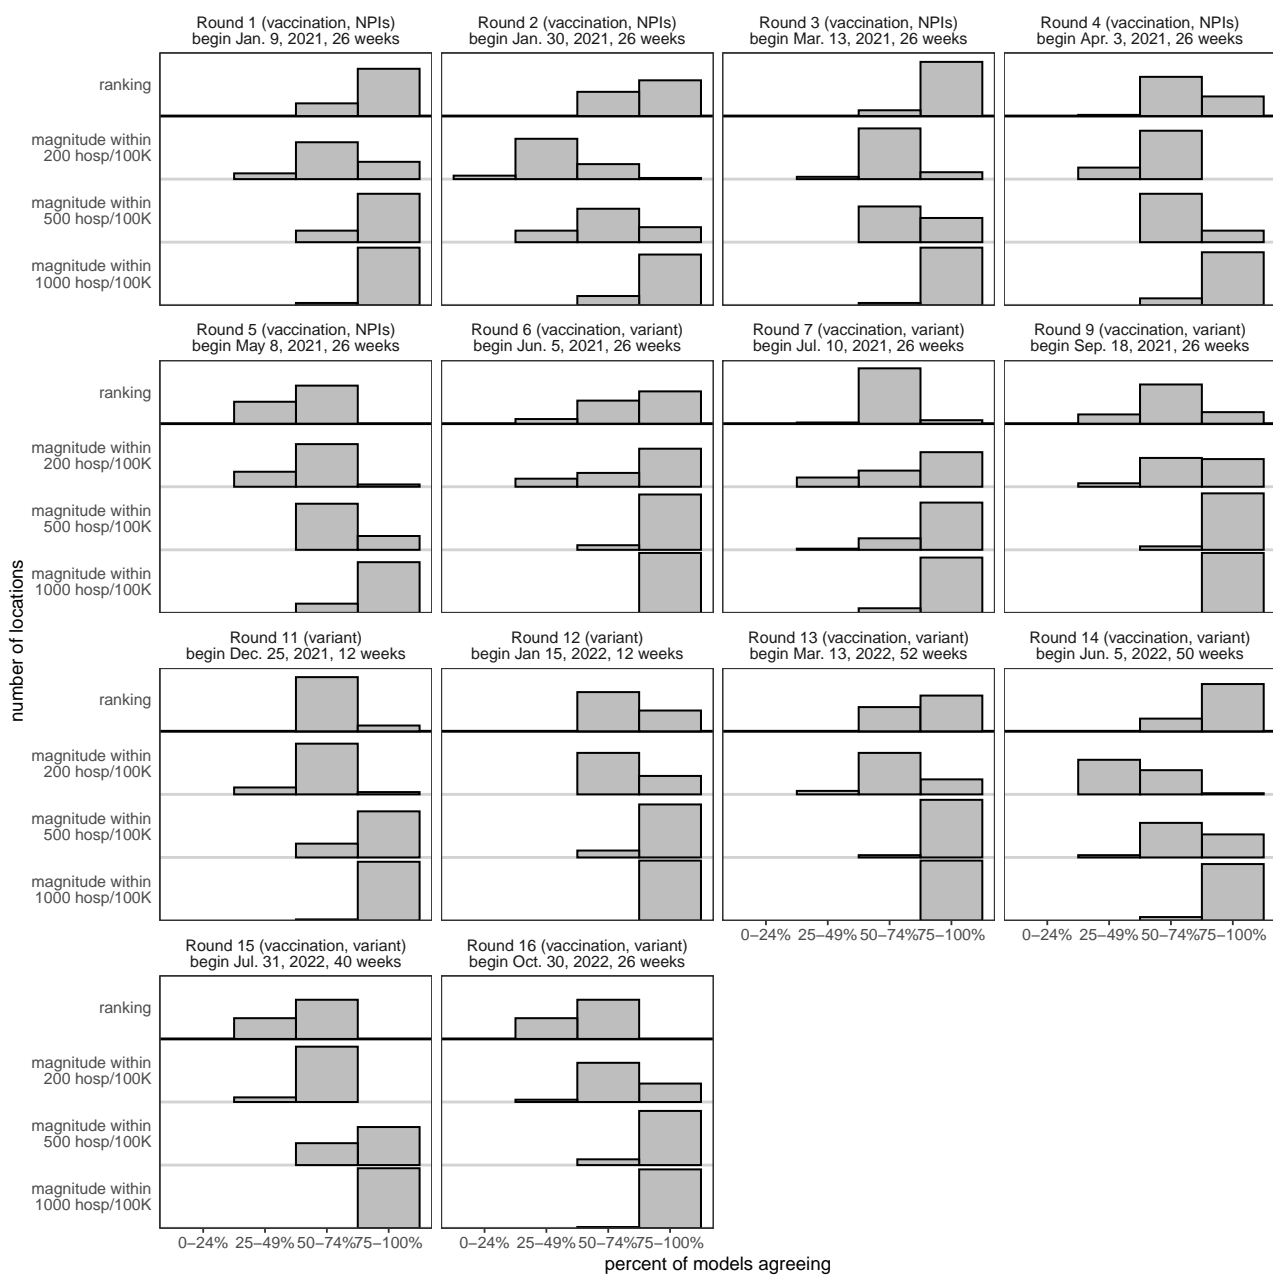 Round 1 (vaccination, NPIs)
begin Jan. 9, 2021, 26 weeks
Round 2 (vaccination, NPIs)
begin Jan. 30, 2021, 26 weeks
Round 3 (vaccination, NPIs)
begin Mar. 13, 2021, 26 weeks
Round 4 (vaccination, NPIs)
begin Apr. 3, 2021, 26 weeks
ranking
magnitude within
200 hosp/100K
magnitude within
500 hosp/100K
magnitude within
1000 hosp/100K
Round 5 (vaccination, NPIs)
begin May 8, 2021, 26 weeks
Round 6 (vaccination, variant)
begin Jun. 5, 2021, 26 weeks
Round 7 (vaccination, variant)
begin Jul. 10, 2021, 26 weeks
Round 9 (vaccination, variant)
begin Sep. 18, 2021, 26 weeks
ranking
magnitude within
200 hosp/100K
magnitude within
500 hosp/100K
magnitude within
1000 hosp/100K
number of locations
Round 11 (variant)
begin Dec. 25, 2021, 12 weeks
Round 12 (variant)
begin Jan 15, 2022, 12 weeks
Round 13 (vaccination, variant)
begin Mar. 13, 2022, 52 weeks
Round 14 (vaccination, variant)
begin Jun. 5, 2022, 50 weeks
ranking
magnitude within
200 hosp/100K
magnitude within
500 hosp/100K
magnitude within
1000 hosp/100K
0–24% 25–49% 50–74% 75–100%
0–24% 25–49% 50–74% 75–100%
Round 15 (vaccination, variant)
begin Jul. 31, 2022, 40 weeks
Round 16 (vaccination, variant)
begin Oct. 30, 2022, 26 weeks
ranking
magnitude within
200 hosp/100K
magnitude within
500 hosp/100K
magnitude within
1000 hosp/100K
0–24% 25–49% 50–74% 75–100%
0–24% 25–49% 50–74% 75–100%
percent of models agreeing